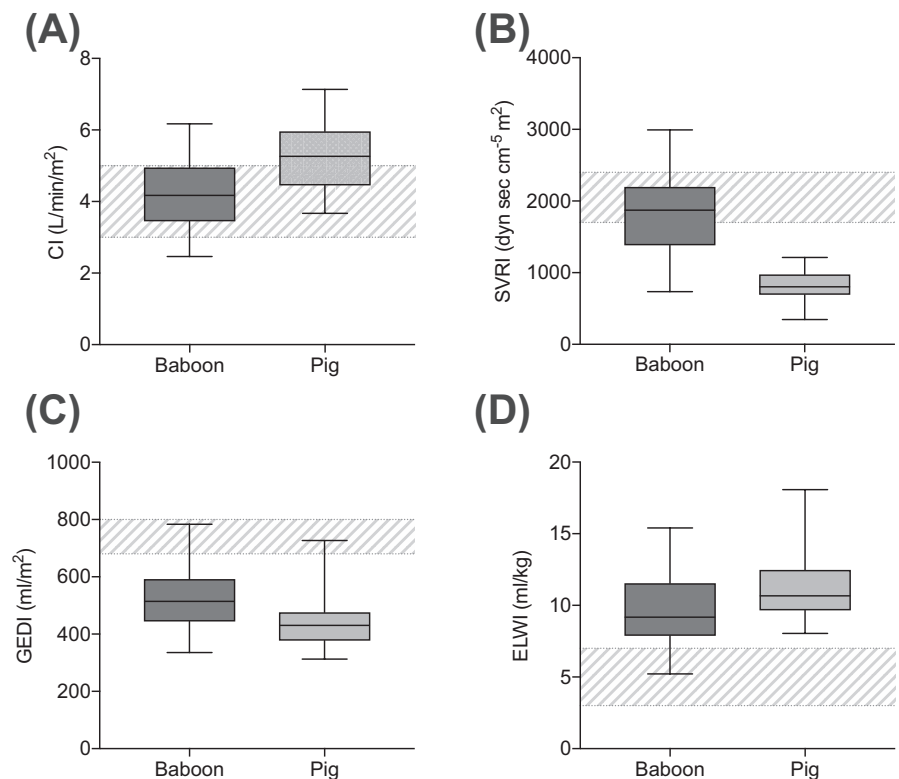 (A)
8
6
4
2
0
CI (L/min/m²)
Baboon Pig
(B)
4000
3000
2000
1000
0
SVRI (dyn sec cm⁻⁵ m²)
Baboon Pig
(C)
1000
800
600
400
200
0
GEDI (ml/m²)
Baboon Pig
(D)
20
15
10
5
0
ELWI (ml/kg)
Baboon Pig